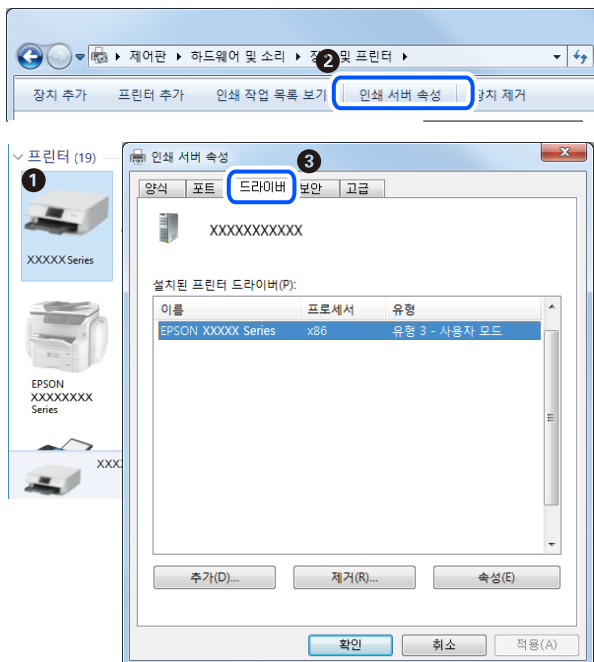 제어판 ▸ 하드웨어 및 소리 ▸ 및 프린터 ▸
2
장치 추가 프린터 추가 인쇄 작업 목록 보기 인쇄 서버 속성 장치 제거
프린터 (19)
1
XXXXX Series
EPSON
XXXXXXXX
Series
XXX
인쇄 서버 속성
3
양식 포트 드라이버 보안 고급
XXXXXXXXXXX
설치된 프린터 드라이버(P):
이름 프로세서 유형
EPSON XXXXX Series x86 유형 3 - 사용자 모드
추가(D)... 제거(R)... 속성(E)
확인 취소 적용(A)